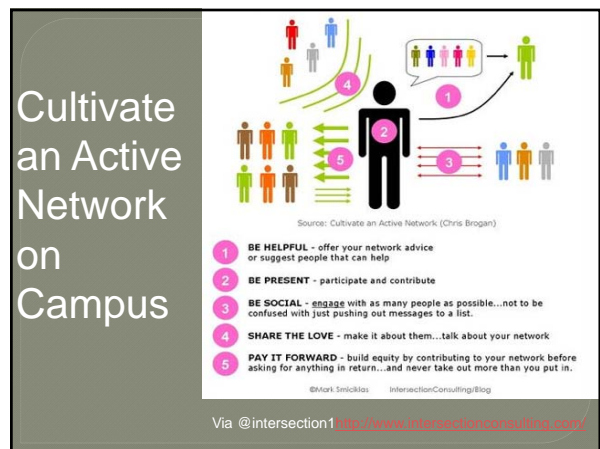 Cultivate
an Active
Network
on
Campus
4
1
2
5
3
Source: Cultivate an Active Network (Chris Brogan)
1 BE HELPFUL - offer your network advice
or suggest people that can help
2 BE PRESENT - participate and contribute
3 BE SOCIAL - engage with as many people as possible...not to be
confused with just pushing out messages to a list.
4 SHARE THE LOVE - make it about them...talk about your network
5 PAY IT FORWARD - build equity by contributing to your network before
asking for anything in return...and never take out more than you put in.
©Mark Smiciklas IntersectionConsulting/Blog
Via @intersection1http://www.intersectionconsulting.com/